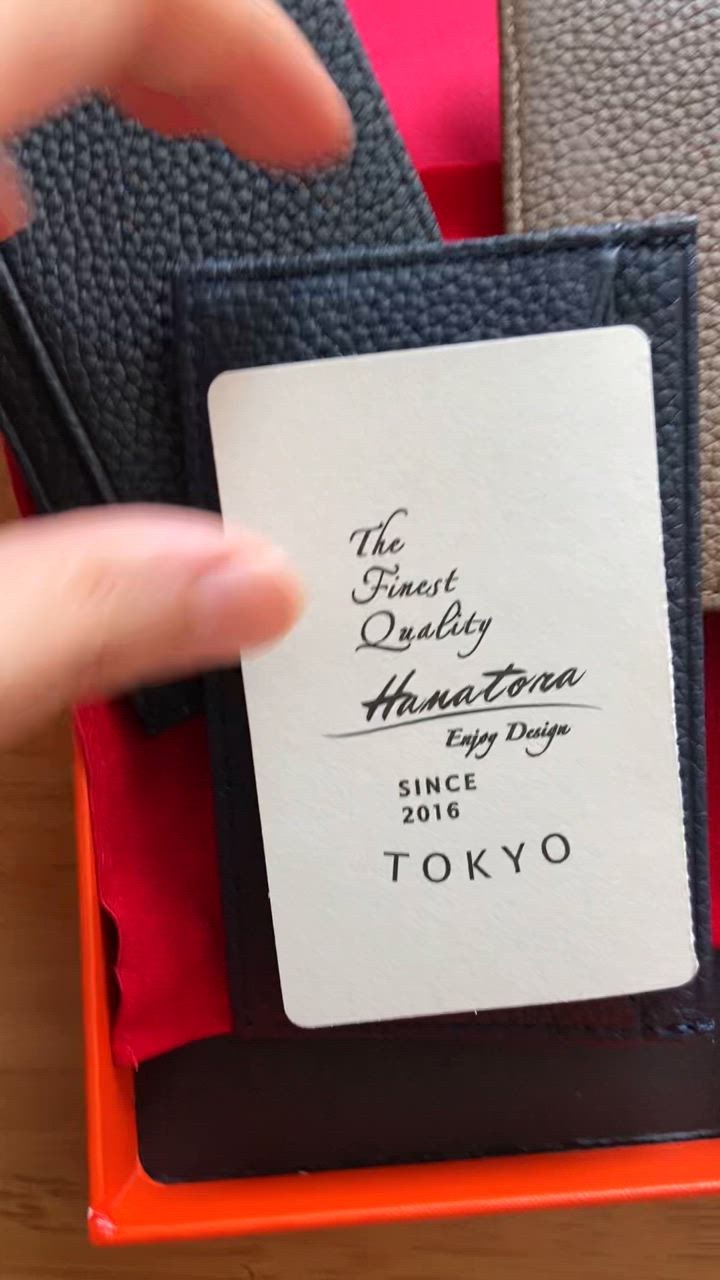 The
Finest
Quality
Hanatora
Enjoy Design
SINCE
2016
TOKYO